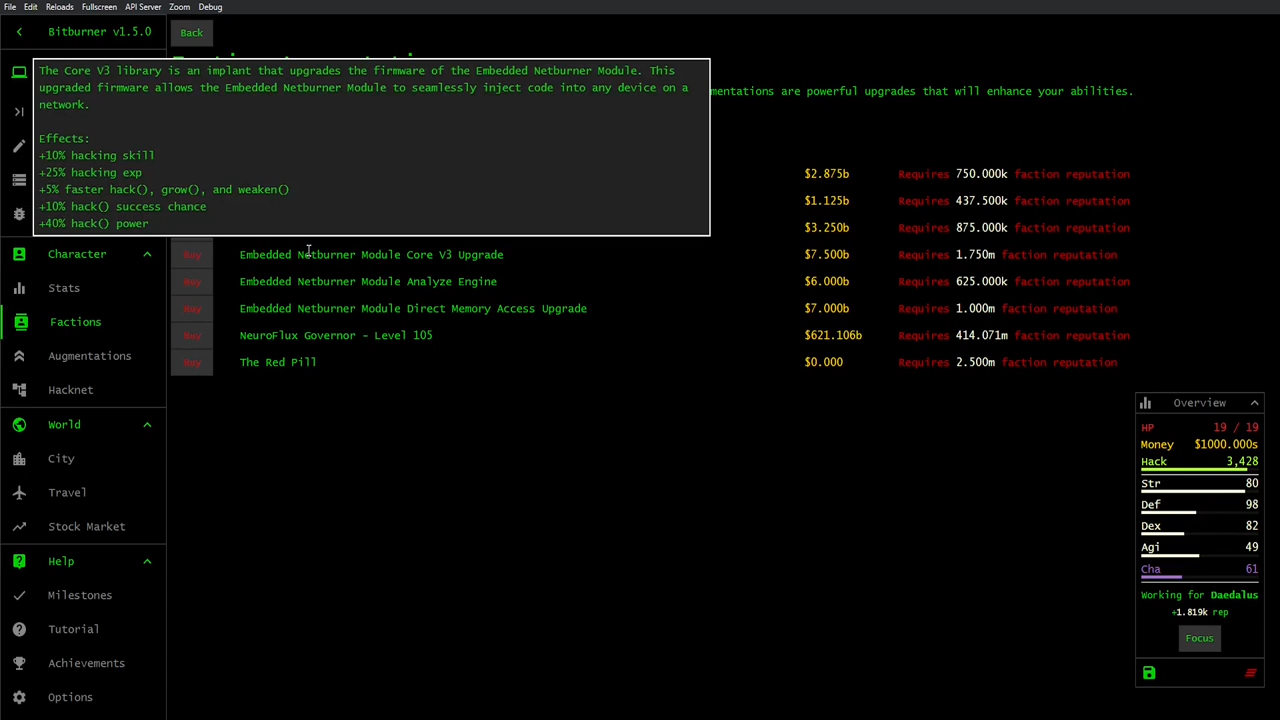 File Edit Reloads Fullscreen API Server Zoom Debug
Bitburner v1.5.0
Back
The Core V3 library is an implant that upgrades the firmware of the Embedded Netburner Module. This
upgraded firmware allows the Embedded Netburner Module to seamlessly inject code into any device on a
network.
Effects:
+10% hacking skill
+25% hacking exp
+5% faster hack(), grow(), and weaken()
+10% hack() success chance
+40% hack() power
mentations are powerful upgrades that will enhance your abilities.
$2.875b Requires 750.000k faction reputation
$1.125b Requires 437.500k faction reputation
$3.250b Requires 875.000k faction reputation
Buy Embedded Netburner Module Core V3 Upgrade $7.500b Requires 1.750m faction reputation
Buy Embedded Netburner Module Analyze Engine $6.000b Requires 625.000k faction reputation
Buy Embedded Netburner Module Direct Memory Access Upgrade $7.000b Requires 1.000m faction reputation
Buy NeuroFlux Governor - Level 105 $621.106b Requires 414.071m faction reputation
Buy The Red Pill $0.000 Requires 2.500m faction reputation
Character
Stats
Factions
Augmentations
Hacknet
World
City
Travel
Stock Market
Help
Milestones
Tutorial
Achievements
Options
Overview
HP 19 / 19
Money $1000.000s
Hack 3,428
Str 80
Def 98
Dex 82
Agi 49
Cha 61
Working for Daedalus
+1.819k rep
Focus